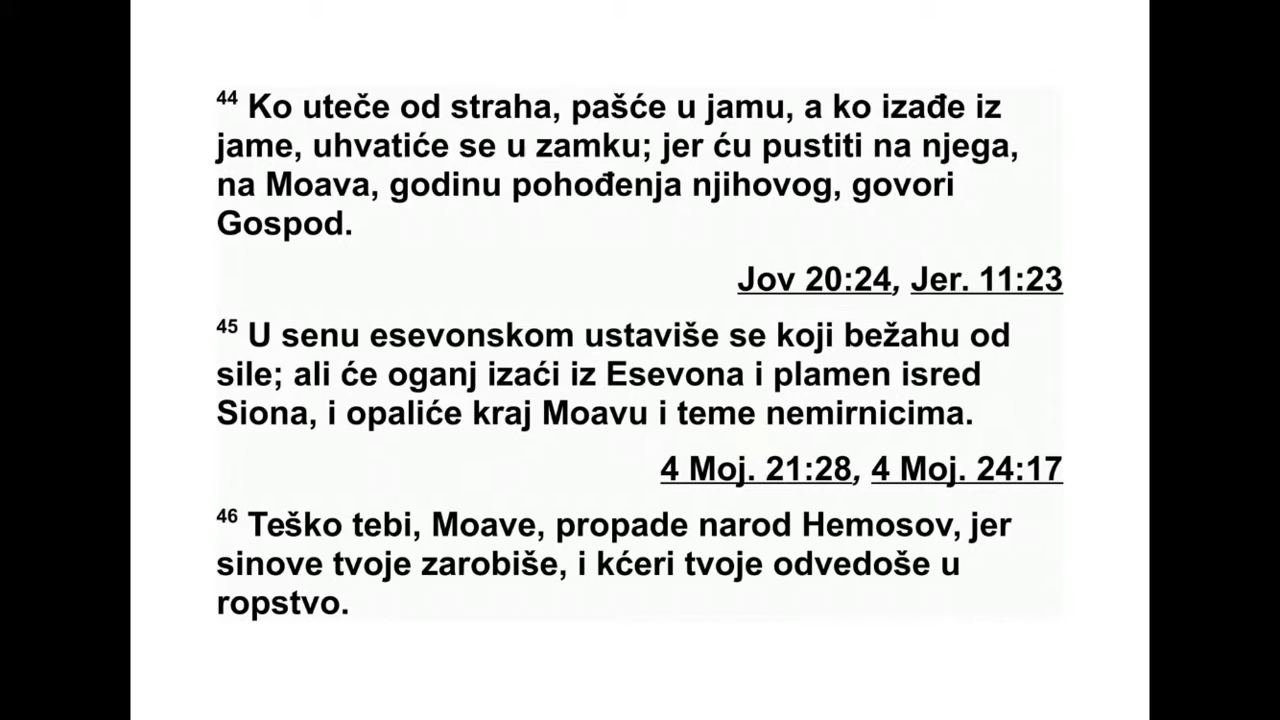 44 Ko uteče od straha, pašće u jamu, a ko izađe iz
jame, uhvatiće se u zamku; jer ću pustiti na njega,
na Moava, godinu pohođenja njihovog, govori
Gospod.
Jov 20:24, Jer. 11:23
45 U senu esevonskom ustaviše se koji bežahu od
sile; ali će oganj izaći iz Esevona i plamen isred
Siona, i opaliće kraj Moavu i teme nemirnicima.
4 Moj. 21:28, 4 Moj. 24:17
46 Teško tebi, Moave, propade narod Hemosov, jer
sinove tvoje zarobiše, i kćeri tvoje odvedoše u
ropstvo.